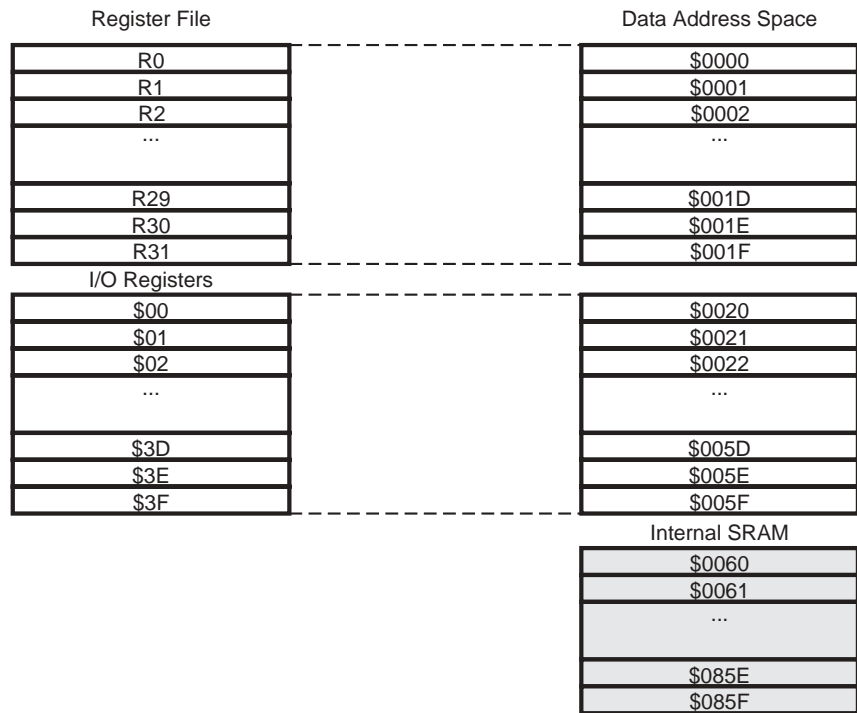 Register File Data Address Space
R0 $0000
R1 $0001
R2 $0002
... ...
R29 $001D
R30 $001E
R31 $001F
I/O Registers
$00 $0020
$01 $0021
$02 $0022
... ...
$3D $005D
$3E $005E
$3F $005F
Internal SRAM
$0060
$0061
...
$085E
$085F